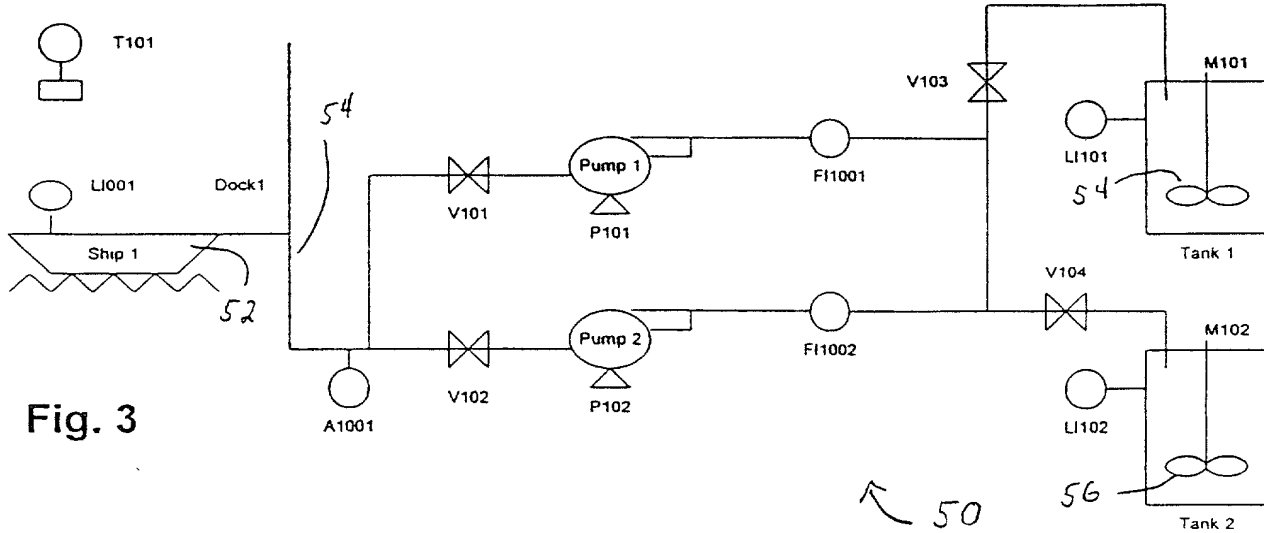 T101
V103
M101
54
LI101
LI001
Dock1
Pump 1
FI1001
54
V101
P101
Ship 1
Tank 1
52
V104
Pump 2
M102
FI1002
V102
P102
LI102
A1001
Fig. 3
56
50
Tank 2